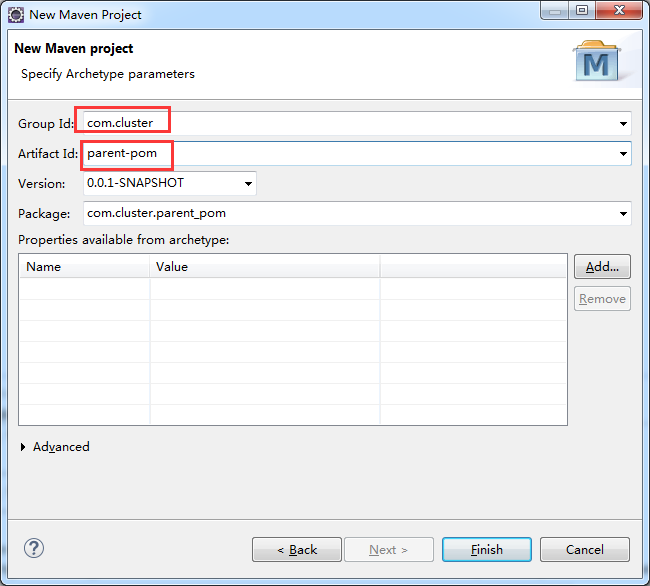 New Maven Project
New Maven project
Specify Archetype parameters
M
Group Id: com.cluster
Artifact Id: parent-pom
Version: 0.0.1-SNAPSHOT
Package: com.cluster.parent_pom
Properties available from archetype:
Name Value
Add...
Remove
Advanced
?
< Back Next > Finish Cancel